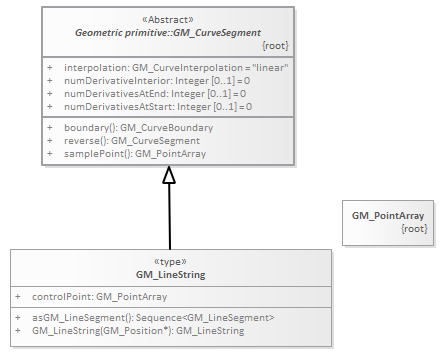 «Abstract»
Geometric primitive::GM_CurveSegment
{root}
+ interpolation: GM_CurveInterpolation = "linear"
+ numDerivativeInterior: Integer [0..1] = 0
+ numDerivativesAtEnd: Integer [0..1] = 0
+ numDerivativesAtStart: Integer [0..1] = 0
+ boundary(): GM_CurveBoundary
+ reverse(): GM_CurveSegment
+ samplePoint(): GM_PointArray
GM_PointArray
{root}
«type»
GM_LineString
+ controlPoint: GM_PointArray
+ asGM_LineSegment(): Sequence<GM_LineSegment>
+ GM_LineString(GM_Position*): GM_LineString